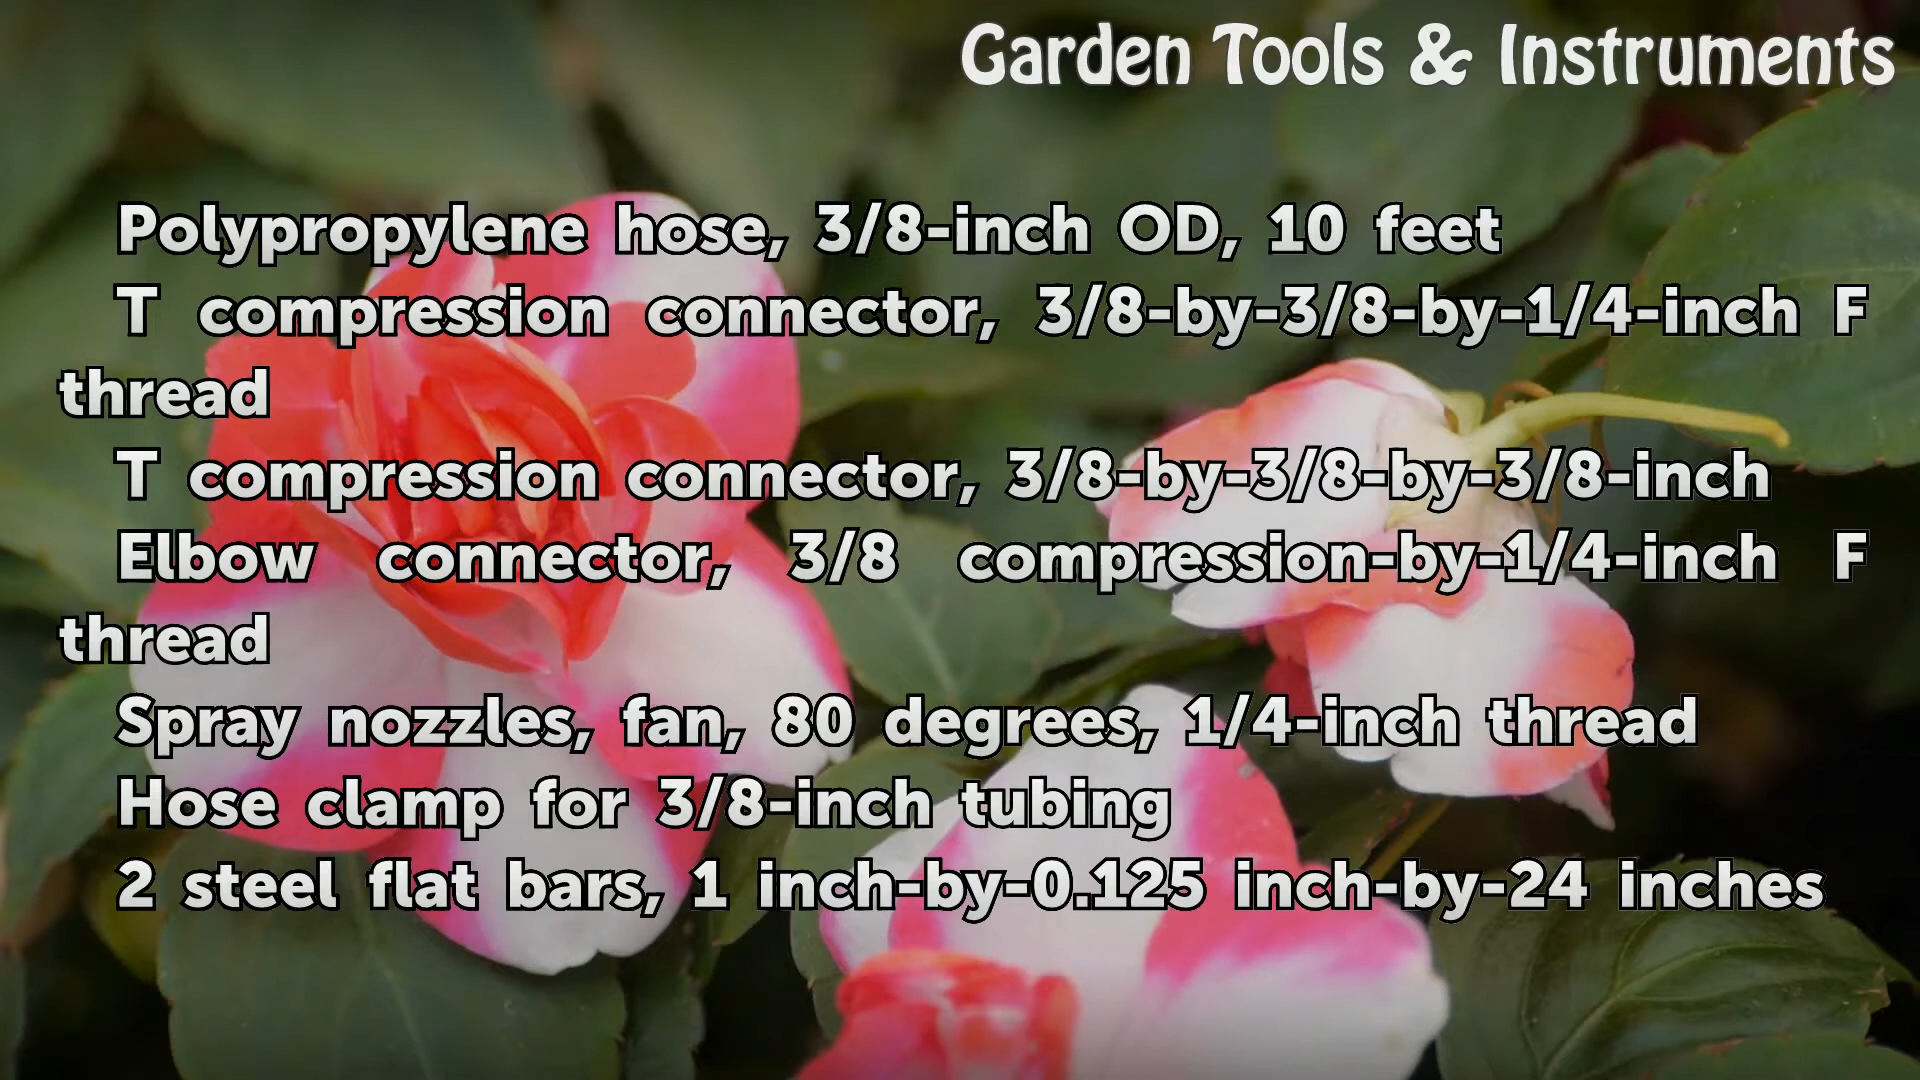 Garden Tools & Instruments
Polypropylene hose, 3/8-inch OD, 10 feet
T compression connector, 3/8-by-3/8-by-1/4-inch F
thread
T compression connector, 3/8-by-3/8-by-3/8-inch
Elbow connector, 3/8 compression-by-1/4-inch F
thread
Spray nozzles, fan, 80 degrees, 1/4-inch thread
Hose clamp for 3/8-inch tubing
2 steel flat bars, 1 inch-by-0.125 inch-by-24 inches